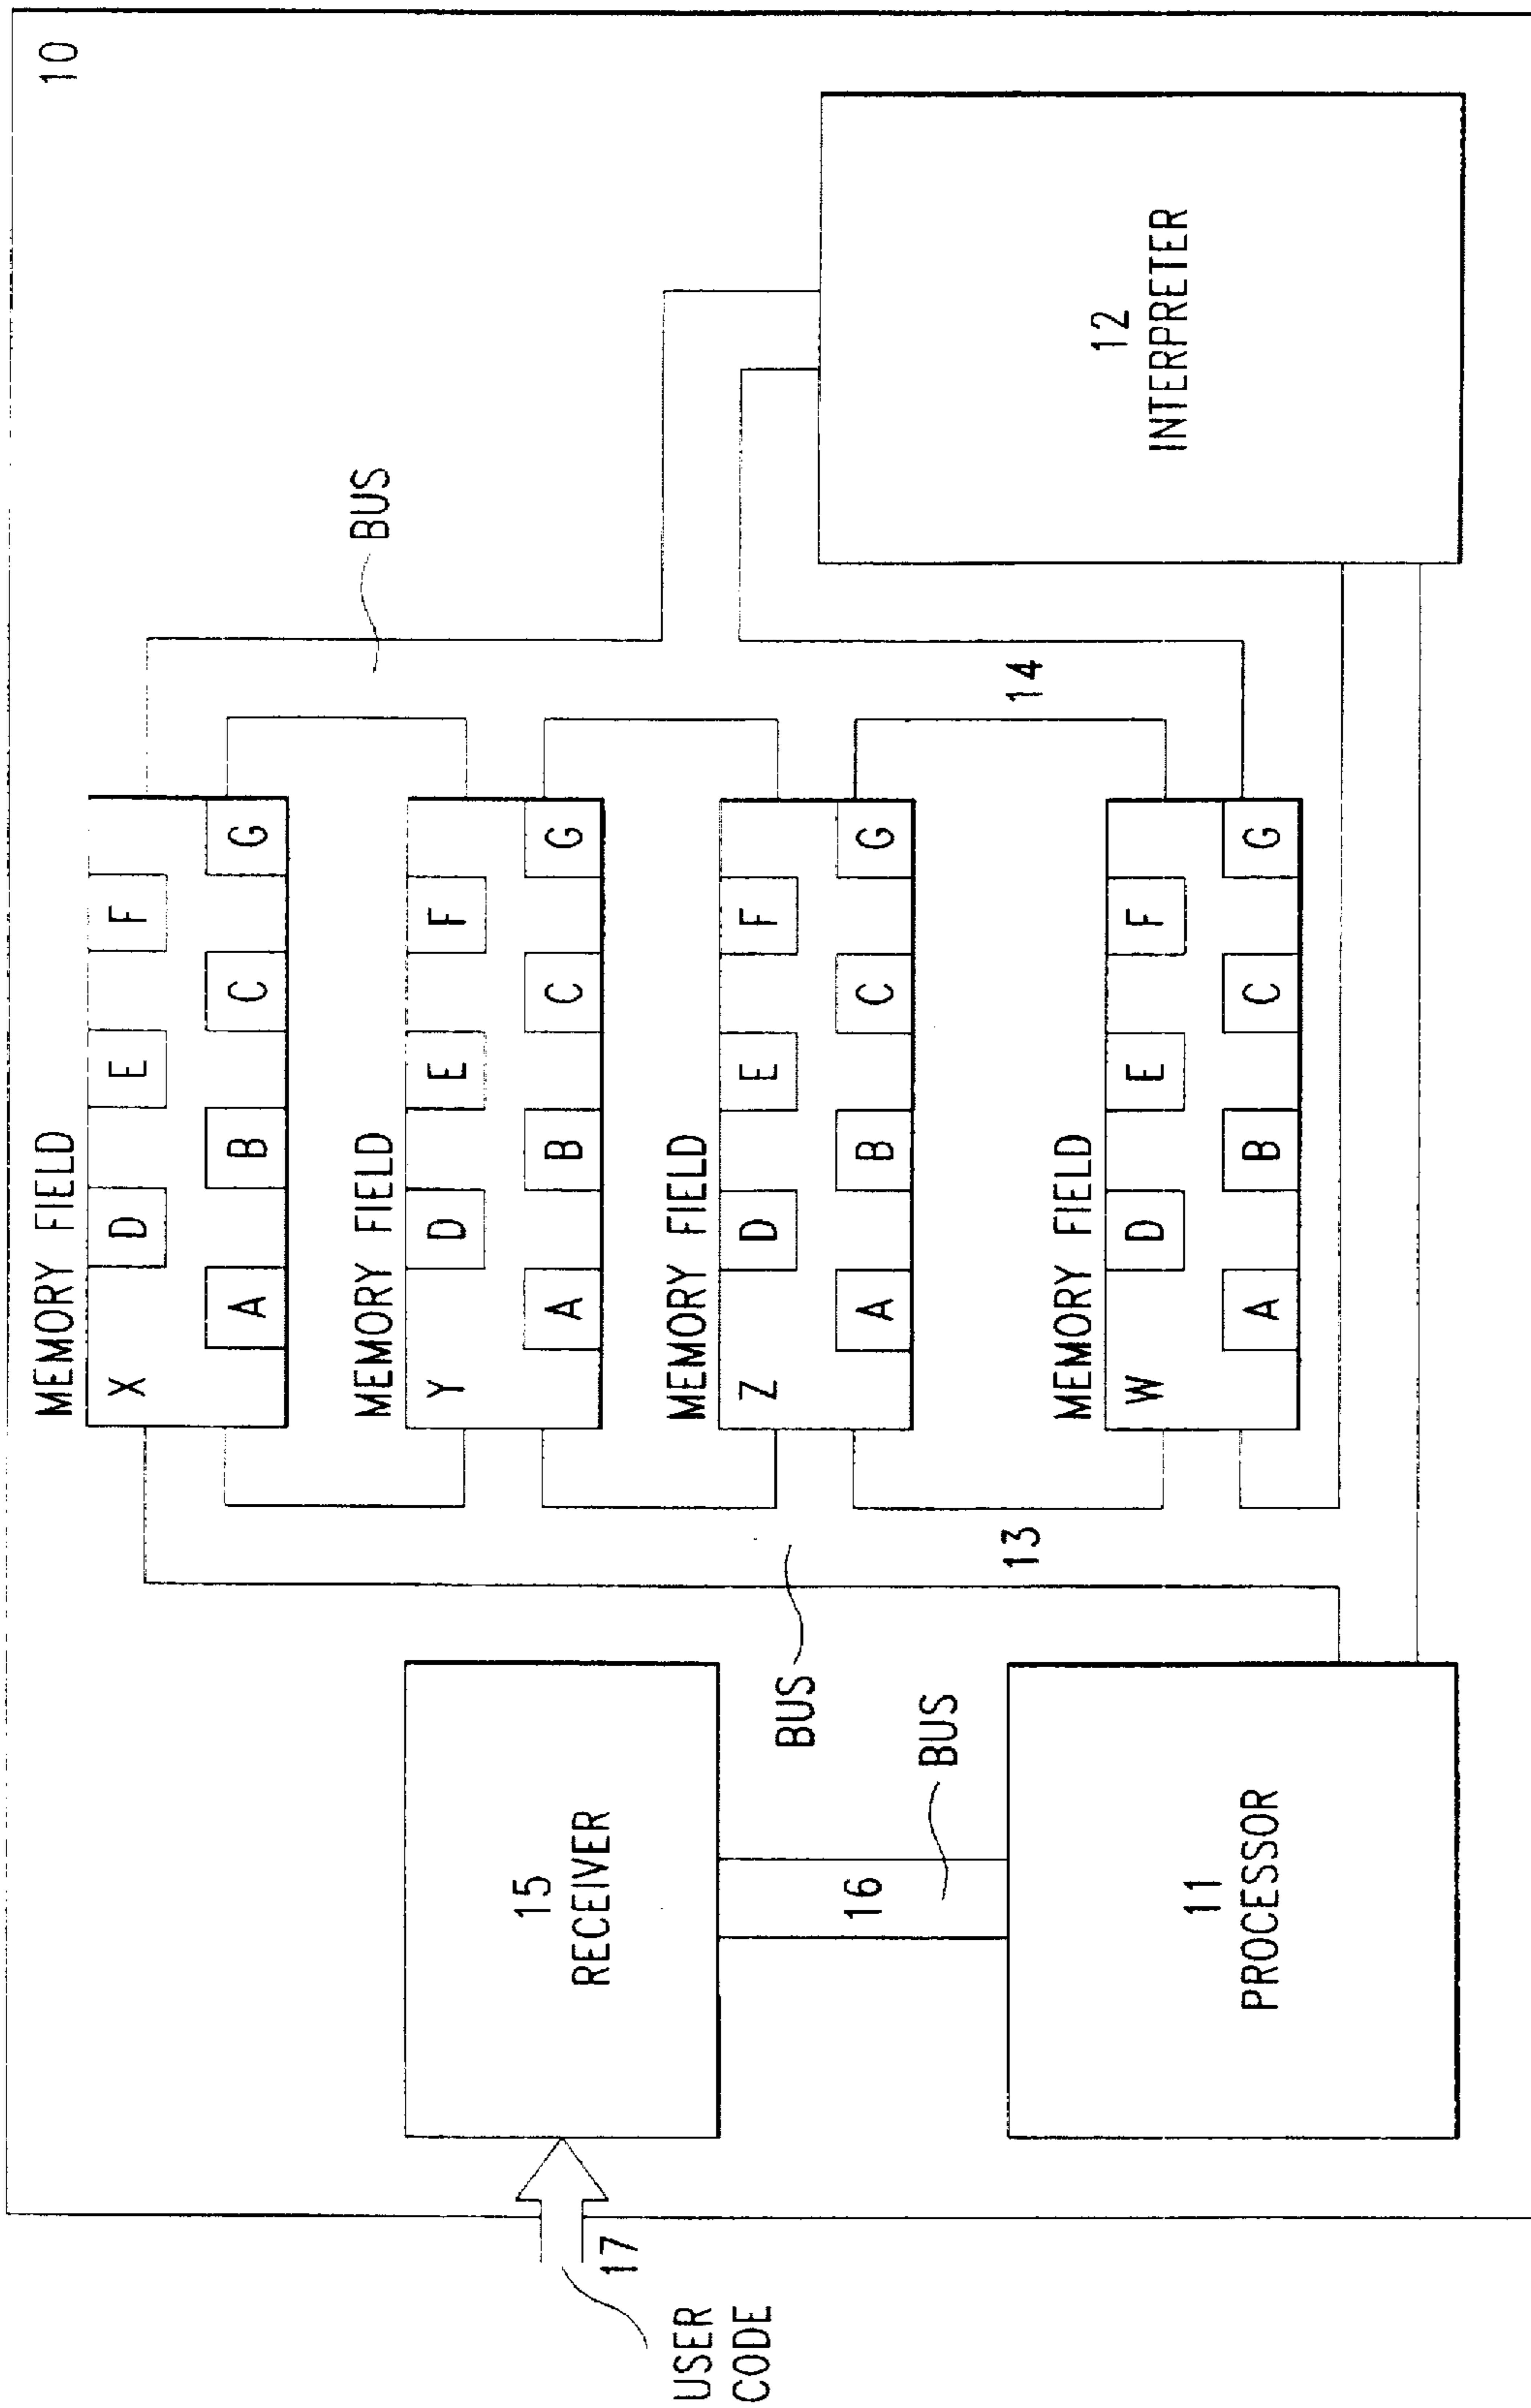 10
MEMORY FIELD
X
D
E
F
A
B
C
G
MEMORY FIELD
Y
D
E
F
A
B
C
G
MEMORY FIELD
Z
D
E
F
A
B
C
G
MEMORY FIELD
W
D
E
F
A
B
C
G
BUS
14
12
INTERPRETER
BUS
13
15
RECEIVER
16
BUS
11
PROCESSOR
17
USER
CODE